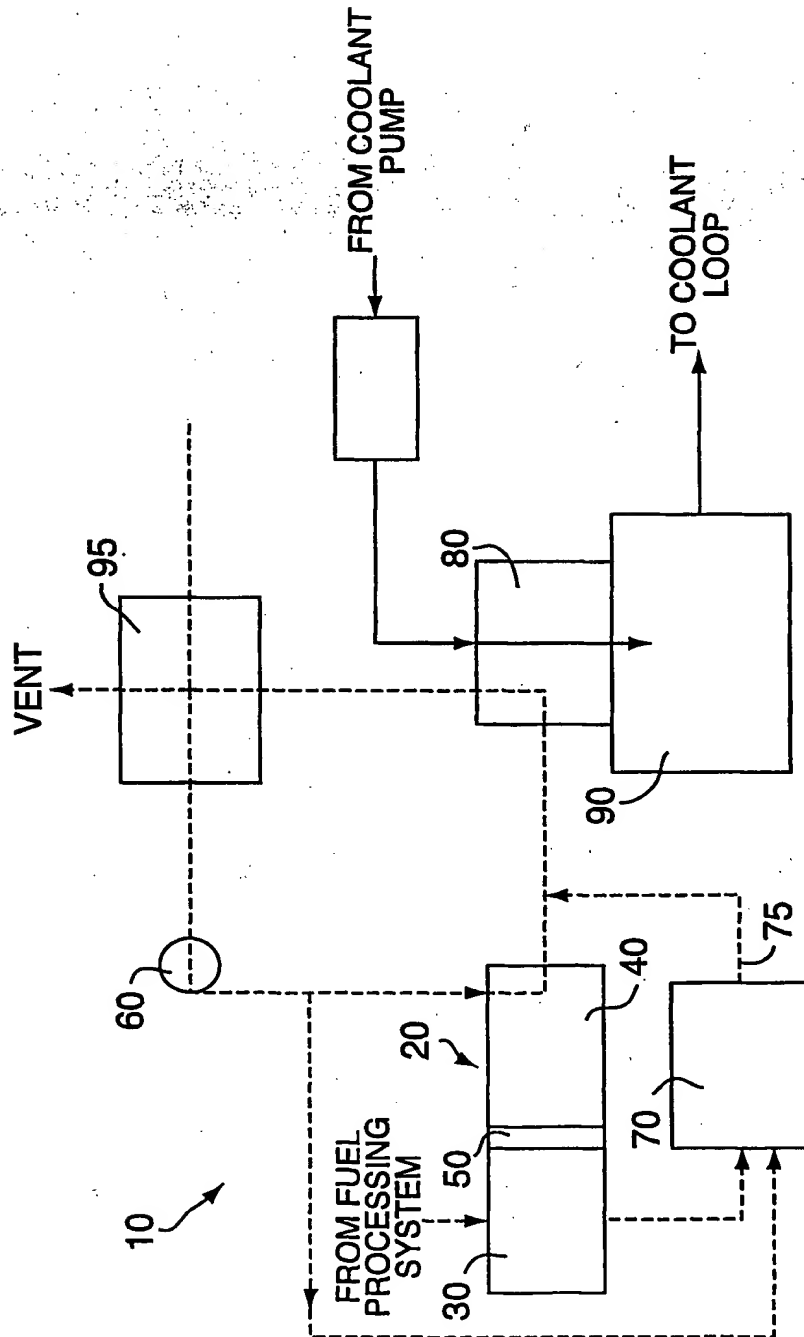 10
FROM FUEL
PROCESSING
SYSTEM
30
50
20
40
60
70
75
VENT
95
80
90
FROM COOLANT
PUMP
TO COOLANT
LOOP